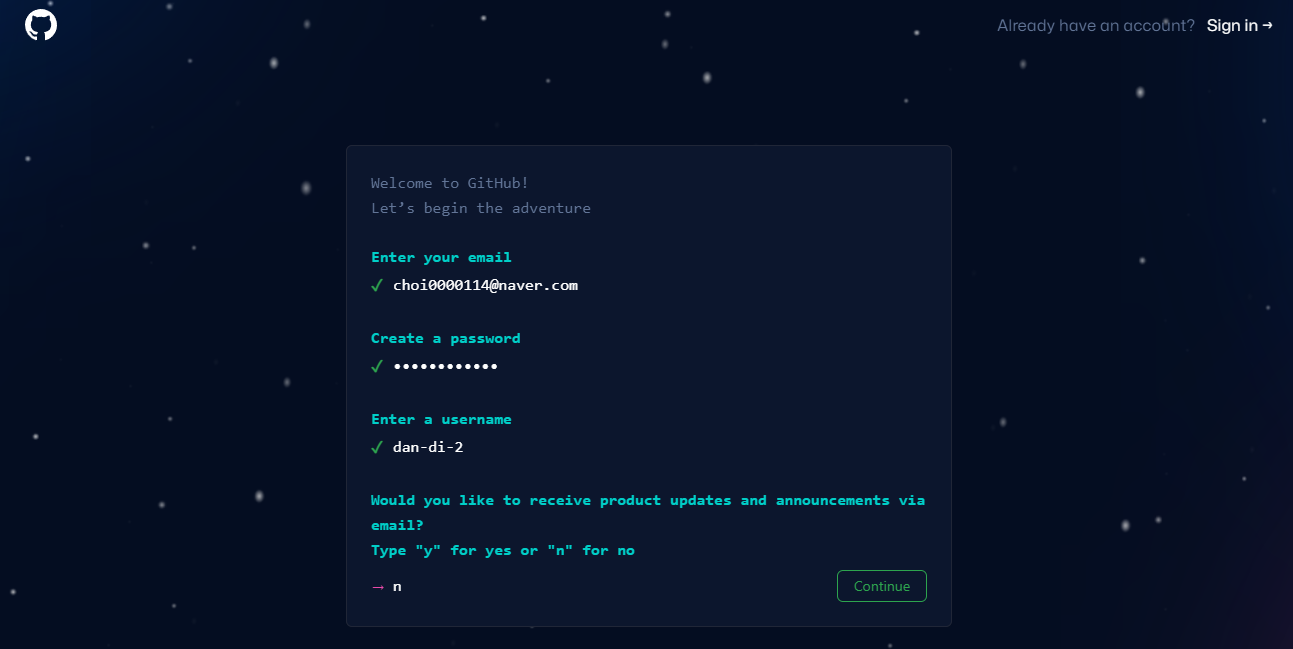 Already have an account? Sign in →
Welcome to GitHub!
Let’s begin the adventure
Enter your email
✓ choi0000114@naver.com
Create a password
✓ ••••••••••••
Enter a username
✓ dan-di-2
Would you like to receive product updates and announcements via
email?
Type "y" for yes or "n" for no
→ n
Continue